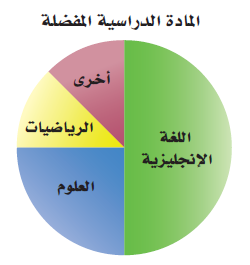 المادة الدراسية المفضلة
أخرى
الرياضيات
اللغة
الإنجليزية
العلوم